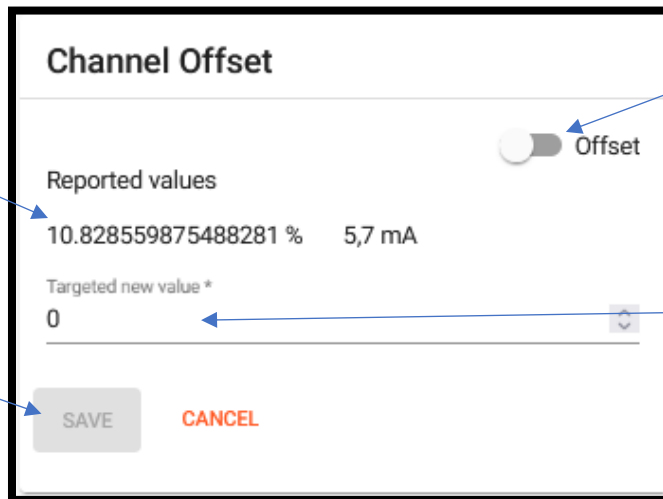 Channel Offset
Offset
Reported values
10.828559875488281 % 5,7 mA
Targeted new value *
0
SAVE CANCEL